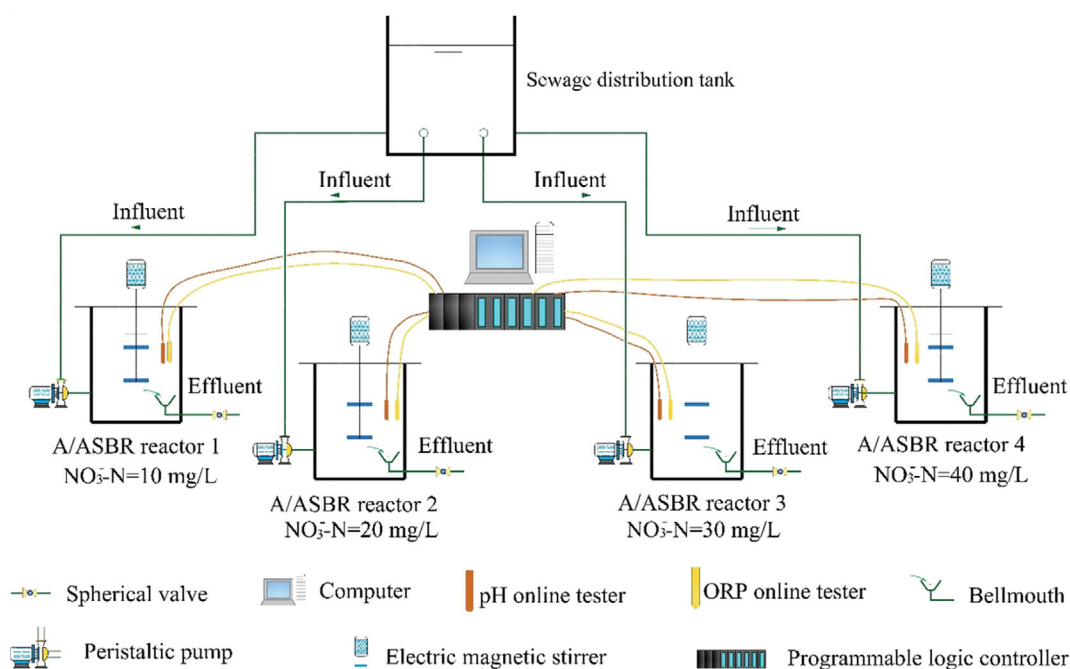 Sewage distribution tank
Influent
Influent
Influent
Influent
Effluent
Effluent
Effluent
Effluent
A/ASBR reactor 1
NO₃⁻-N=10 mg/L
A/ASBR reactor 2
NO₃⁻-N=20 mg/L
A/ASBR reactor 3
NO₃⁻-N=30 mg/L
A/ASBR reactor 4
NO₃⁻-N=40 mg/L
Spherical valve
Computer
pH online tester
ORP online tester
Bellmouth
Peristaltic pump
Electric magnetic stirrer
Programmable logic controller